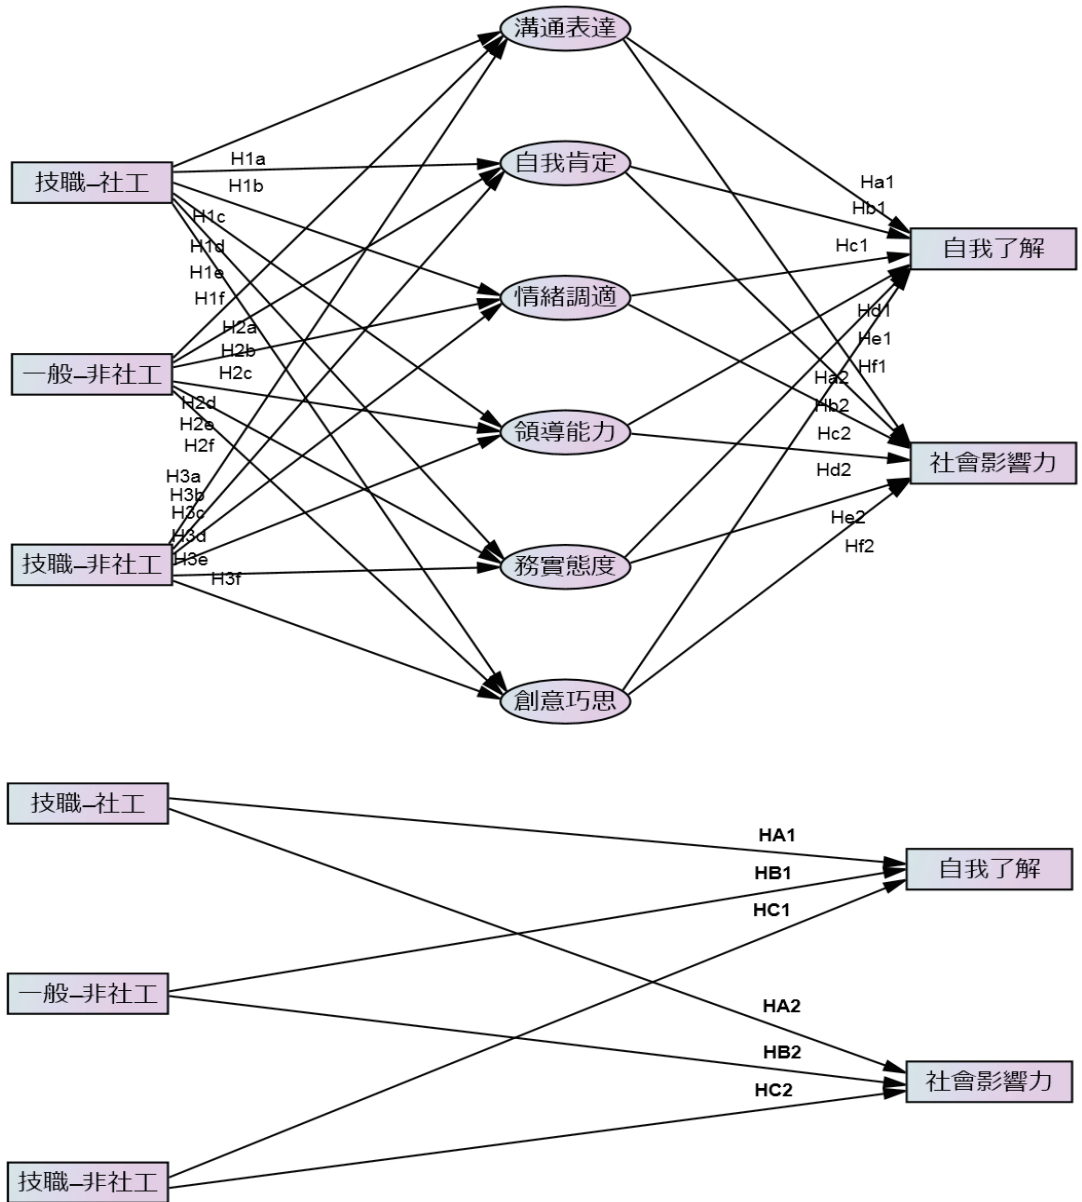 溝通表達
自我肯定
情緒調適
領導能力
務實態度
創意巧思
技職–社工
一般–非社工
技職–非社工
自我了解
社會影響力
H1a
H1b
H1c
H1d
H1e
H1f
H2a
H2b
H2c
H2d
H2e
H2f
H3a
H3b
H3c
H3d
H3e
H3f
Ha1
Hb1
Hc1
Hd1
He1
Hf1
Ha2
Hb2
Hc2
Hd2
He2
Hf2
技職–社工
一般–非社工
技職–非社工
HA1
HB1
HC1
HA2
HB2
HC2
自我了解
社會影響力